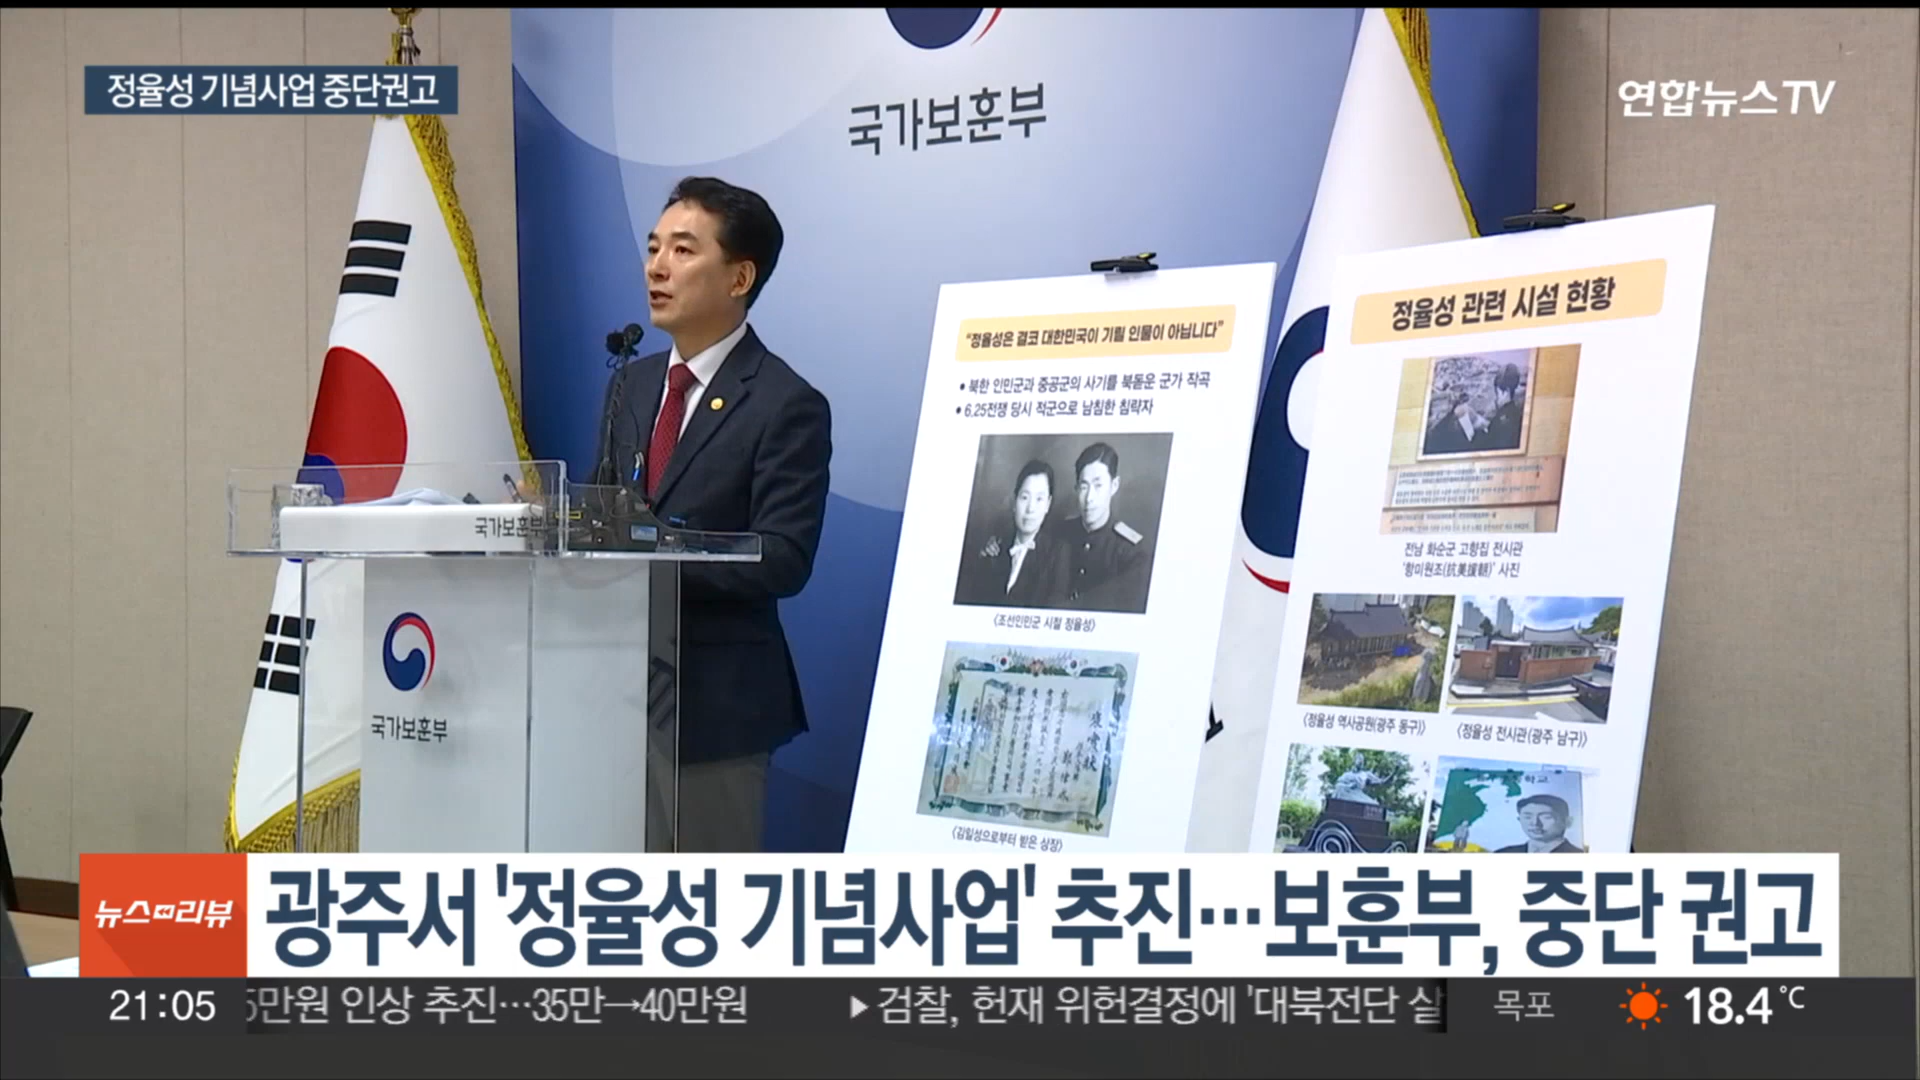 정율성 기념사업 중단권고
연합뉴스TV
국가보훈부
"정율성은 결코 대한민국이 기릴 인물이 아닙니다"
• 북한 인민군과 중공군의 사기를 북돋운 군가 작곡
• 6.25전쟁 당시 적군으로 남침한 침략자
<조선인민군 시절 정율성>
<김일성으로부터 받은 상장>
정율성 관련 시설 현황
전남 화순군 고향집 전시관
'항미원조(抗美援朝)' 사진
<정율성 역사공원(광주 동구)>
<정율성 전시관(광주 남구)>
학교
국가보훈부
국가보훈부
뉴스리뷰
광주서 '정율성 기념사업' 추진…보훈부, 중단 권고
21:05
5만원 인상 추진…35만→40만원
▶검찰, 헌재 위헌결정에 '대북전단 살
목포
18.4℃